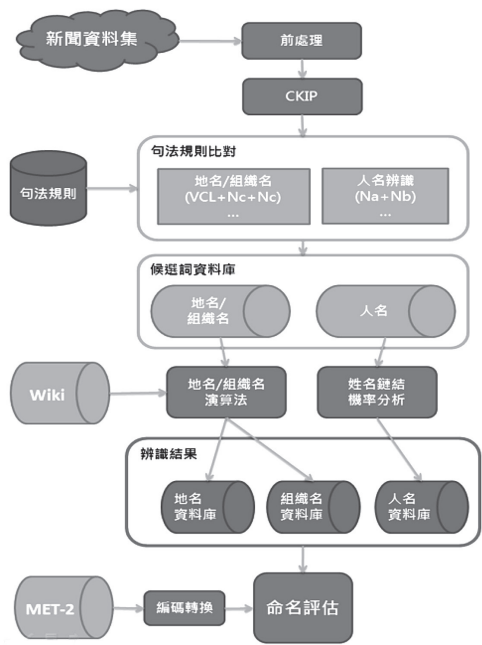 新聞資料集
前處理
CKIP
句法規則
句法規則比對
地名/組織名
(VCL+Nc+Nc)
...
人名辨識
(Na+Nb)
...
候選詞資料庫
地名/
組織名
人名
Wiki
地名/組織名
演算法
姓名鏈結
機率分析
辨識結果
地名
資料庫
組織名
資料庫
人名
資料庫
MET-2
編碼轉換
命名評估